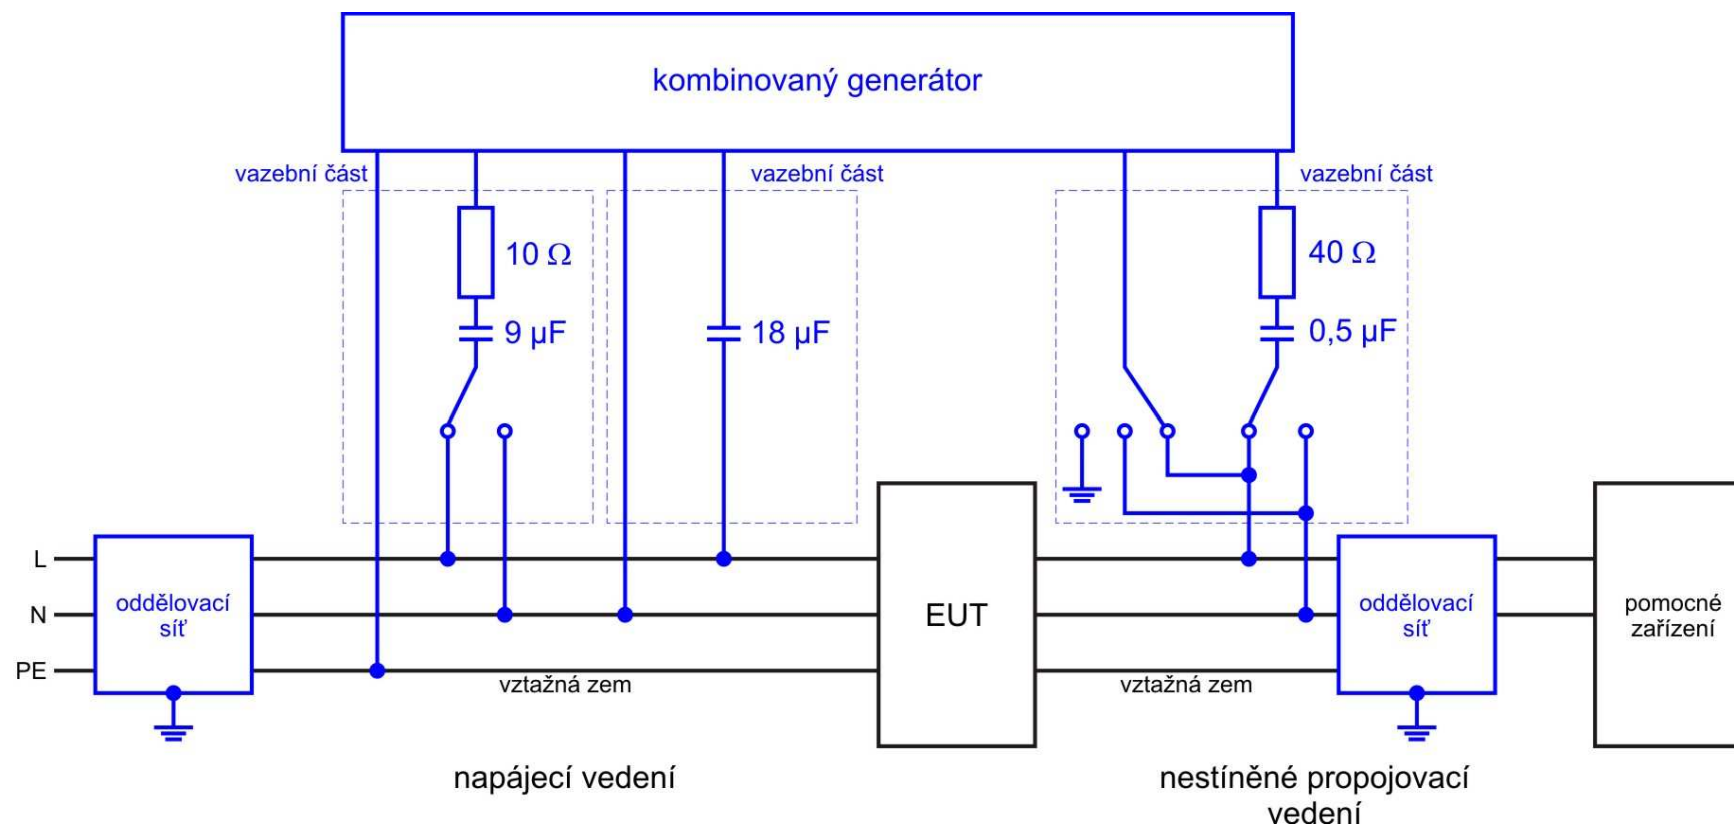 kombinovaný generátor
vazební část
vazební část
vazební část
10 Ω
40 Ω
9 μF
18 μF
0,5 μF
L
N
PE
oddělovací
síť
EUT
oddělovací
síť
pomocné
zařízení
vztažná zem
vztažná zem
napájecí vedení
nestíněné propojovací
vedení